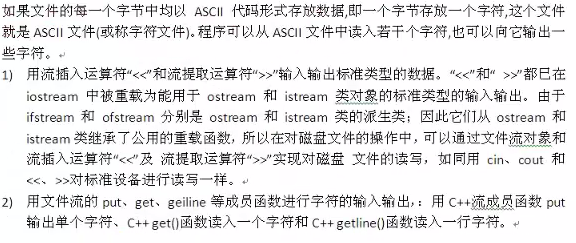 如果文件的每一个字节中均以 ASCII 代码形式存放数据,即一个字节存放一个字符,这个文件
就是 ASCII 文件(或称字符文件)。程序可以从 ASCII 文件中读入若干个字符,也可以向它输出一
些字符。
1) 用流插入运算符“<<”和流提取运算符“>>”输入输出标准类型的数据。“<<”和“ >>”都已在
iostream 中被重载为能用于 ostream 和 istream 类对象的标准类型的输入输出。由于
ifstream 和 ofstream 分别是 ostream 和 istream 类的派生类；因此它们从 ostream 和
istream 类继承了公用的重载函数，所以在对磁盘文件的操作中，可以通过文件流对象和
流插入运算符“<<”及 流提取运算符“>>”实现对磁盘 文件的读写，如同用 cin、cout 和
<<、>>对标准设备进行读写一样。
2) 用文件流的 put、get、geiline 等成员函数进行字符的输入输出,：用 C++流成员函数 put
输出单个字符、C++ get()函数读入一个字符和 C++ getline()函数读入一行字符。